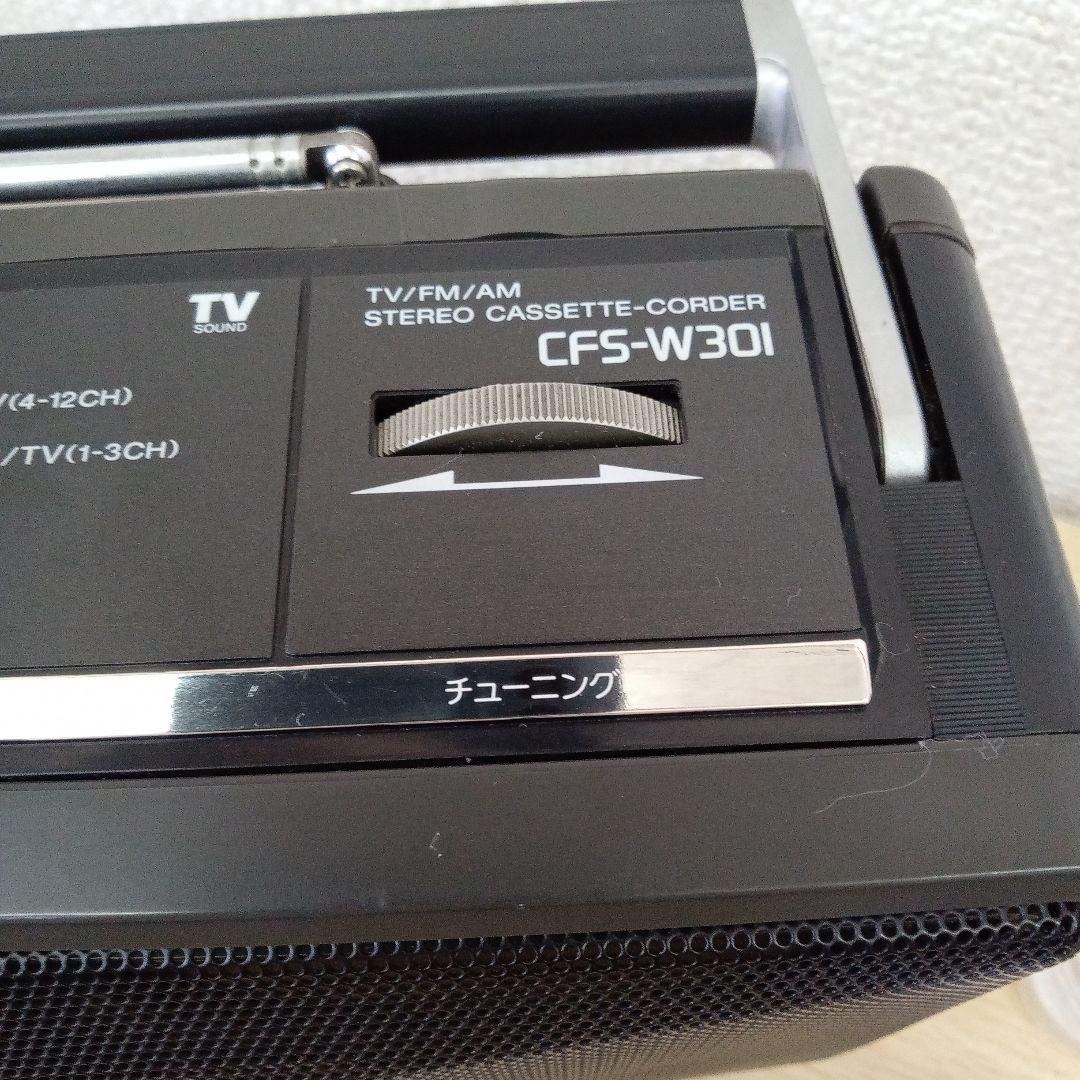 TV
SOUND
TV/FM/AM
STEREO CASSETTE-CORDER
CFS-W301
/(4-12CH)
/TV(1-3CH)
チューニング